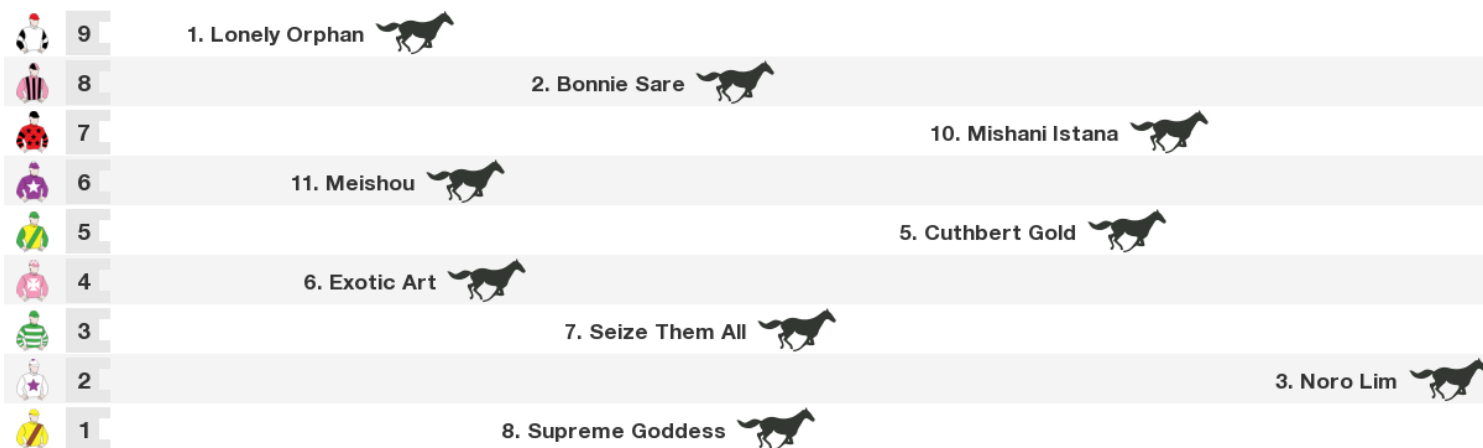 9 1. Lonely Orphan
8 2. Bonnie Sare
7 10. Mishani Istana
6 11. Meishou
5 5. Cuthbert Gold
4 6. Exotic Art
3 7. Seize Them All
2 3. Noro Lim
1 8. Supreme Goddess